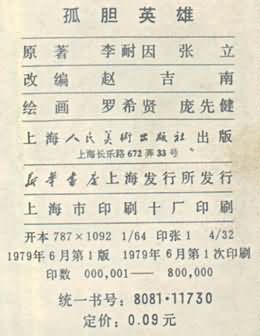 孤胆英雄
原著 李耐因 张立
改编 赵吉南
绘画 罗希贤 庞先健
上海人民美术出版社出版
上海长乐路672弄33号
新华书店上海发行所发行
上海市印刷十厂印刷
开本787×1092 1/64 印张1 4/32
1979年6月第1版 1979年6月第1次印刷
印数 000,001——800,000
统一书号:8081·11730
定价:0.09元